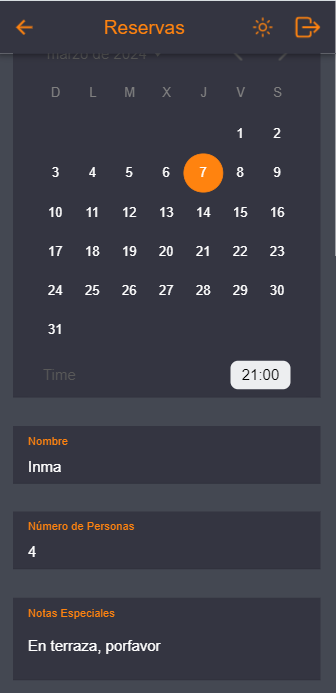 Reservas
marzo de 2024
D L M X J V S
1 2
3 4 5 6 7 8 9
10 11 12 13 14 15 16
17 18 19 20 21 22 23
24 25 26 27 28 29 30
31
Time 21:00
Nombre
Inma
Número de Personas
4
Notas Especiales
En terraza, porfavor